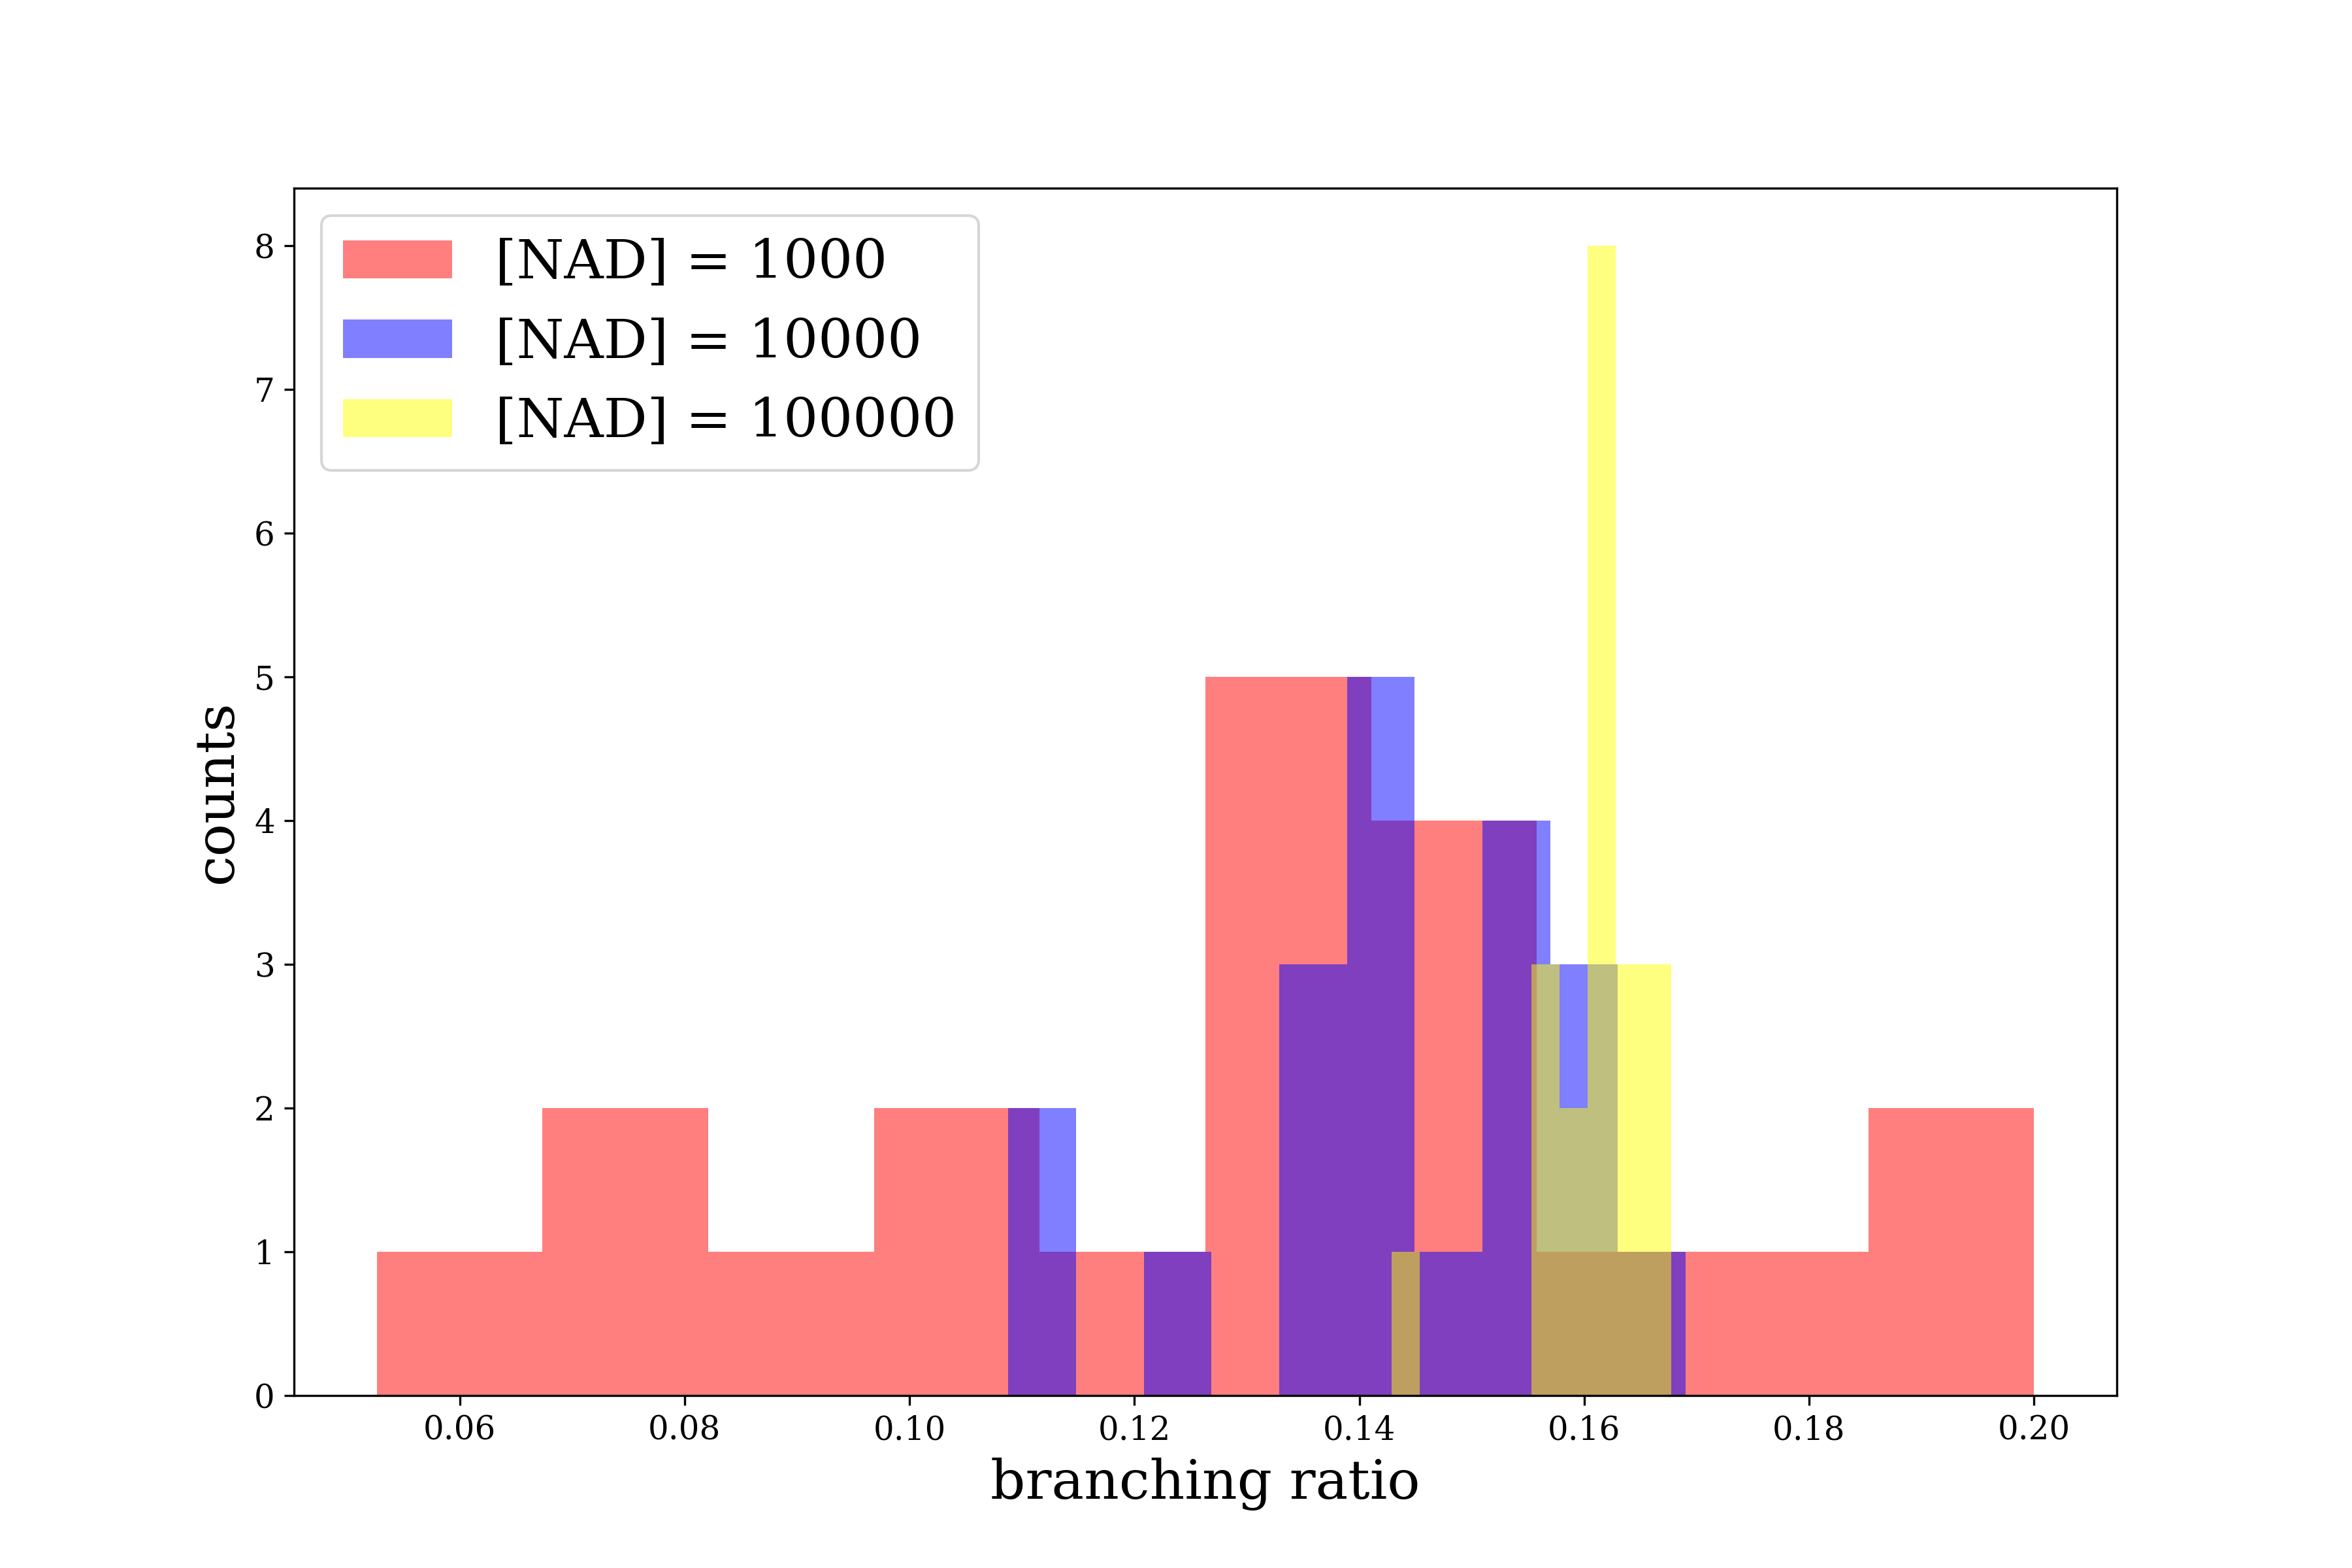 [NAD] = 1000
[NAD] = 10000
[NAD] = 100000
counts
8
7
6
5
4
3
2
1
0
0.06 0.08 0.10 0.12 0.14 0.16 0.18 0.20
branching ratio